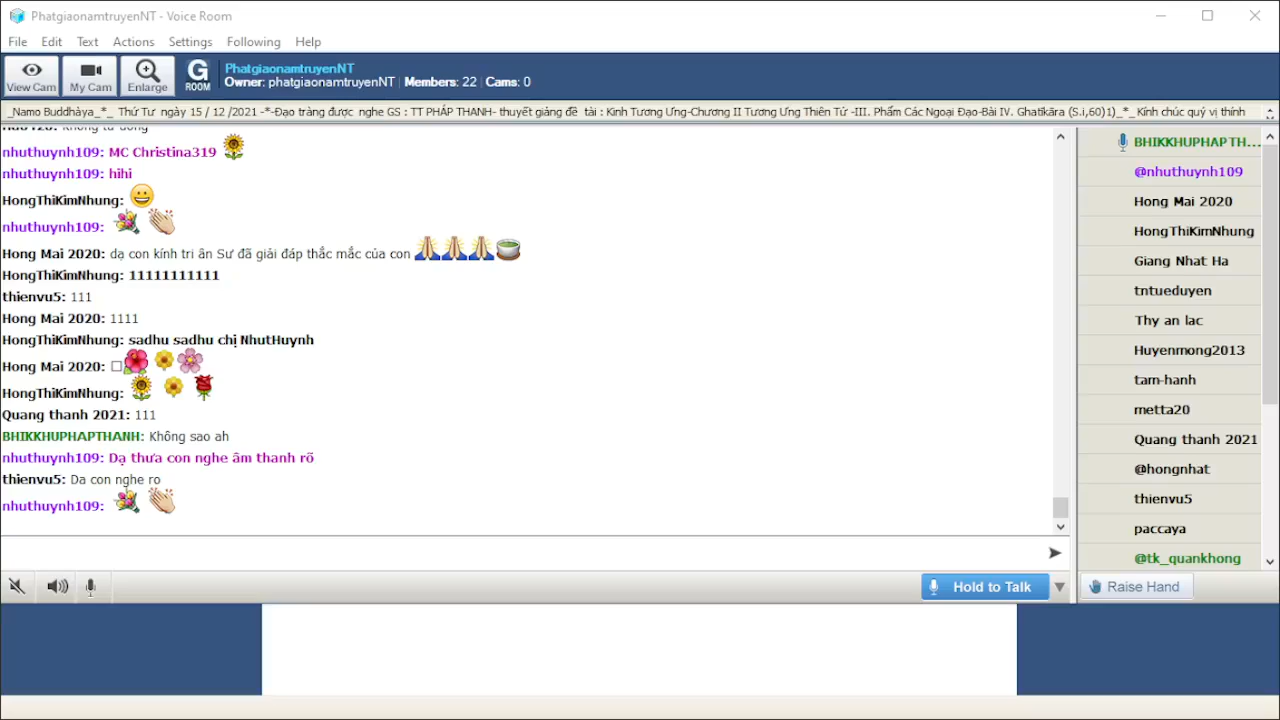 PhatgiaonamtruyenNT - Voice Room
File Edit Text Actions Settings Following Help
View Cam My Cam Enlarge G ROOM
PhatgiaonamtruyenNT
Owner: phatgiaonamtruyenNT | Members: 22 | Cams: 0
_Namo Buddhàya_*_ Thứ Tư ngày 15 / 12 /2021 -*-Đạo tràng được nghe GS : TT PHÁP THANH- thuyết giảng đề tài : Kinh Tương Ưng-Chương II Tương Ưng Thiên Tử -III. Phẩm Các Ngoại Đạo-Bài IV. Ghatìkàra (S.i,60)1)_*_Kính chúc quý vị thính
nhuthuynh109: MC Christina319 🌻
nhuthuynh109: hihi
HongThiKimNhung: 😀
nhuthuynh109: 💐 👏
Hong Mai 2020: dạ con kính tri ân Sư đã giải đáp thắc mắc của con 🙏🙏🙏🍵
HongThiKimNhung: 11111111111
thienvu5: 111
Hong Mai 2020: 1111
HongThiKimNhung: sadhu sadhu chị NhutHuynh
Hong Mai 2020: □🌺 🌼 🌸
HongThiKimNhung: 🌻 🌼 🌹
Quang thanh 2021: 111
BHIKKHUPHAPTHANH: Không sao ah
nhuthuynh109: Dạ thưa con nghe âm thanh rõ
thienvu5: Da con nghe ro
nhuthuynh109: 💐 👏
Hold to Talk
BHIKKHUPHAPTH...
@nhuthuynh109
Hong Mai 2020
HongThiKimNhung
Giang Nhat Ha
tntueduyen
Thy an lac
Huyenmong2013
tam-hanh
metta20
Quang thanh 2021
@hongnhat
thienvu5
paccaya
@tk_quankhong
Raise Hand